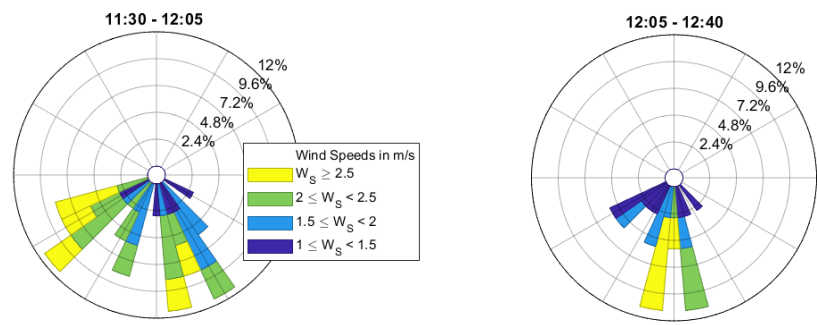 11:30 - 12:05
12%
9.6%
7.2%
4.8%
2.4%
Wind Speeds in m/s
W_S ≥ 2.5
2 ≤ W_S < 2.5
1.5 ≤ W_S < 2
1 ≤ W_S < 1.5
12:05 - 12:40
12%
9.6%
7.2%
4.8%
2.4%